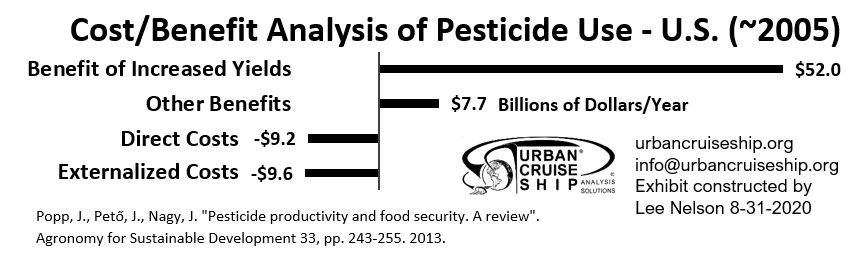 Cost/Benefit Analysis of Pesticide Use - U.S. (~2005)
Benefit of Increased Yields $52.0
Other Benefits $7.7 Billions of Dollars/Year
Direct Costs -$9.2
Externalized Costs -$9.6
URBAN®
CRUISE
SHIP ANALYSIS
SOLUTIONS
©
urbancruiseship.org
info@urbancruiseship.org
Exhibit constructed by
Lee Nelson 8-31-2020
Popp, J., Pető, J., Nagy, J. "Pesticide productivity and food security. A review".
Agronomy for Sustainable Development 33, pp. 243-255. 2013.